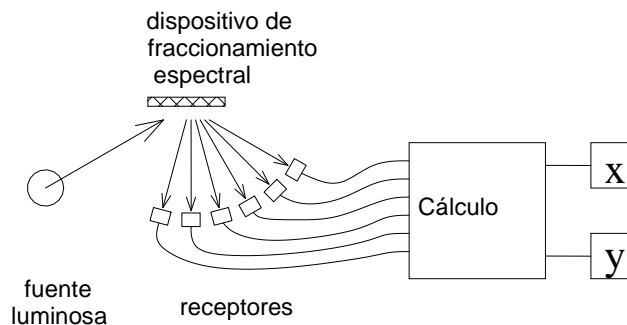 dispositivo de
fraccionamiento
espectral
Cálculo
x
y
fuente
luminosa
receptores